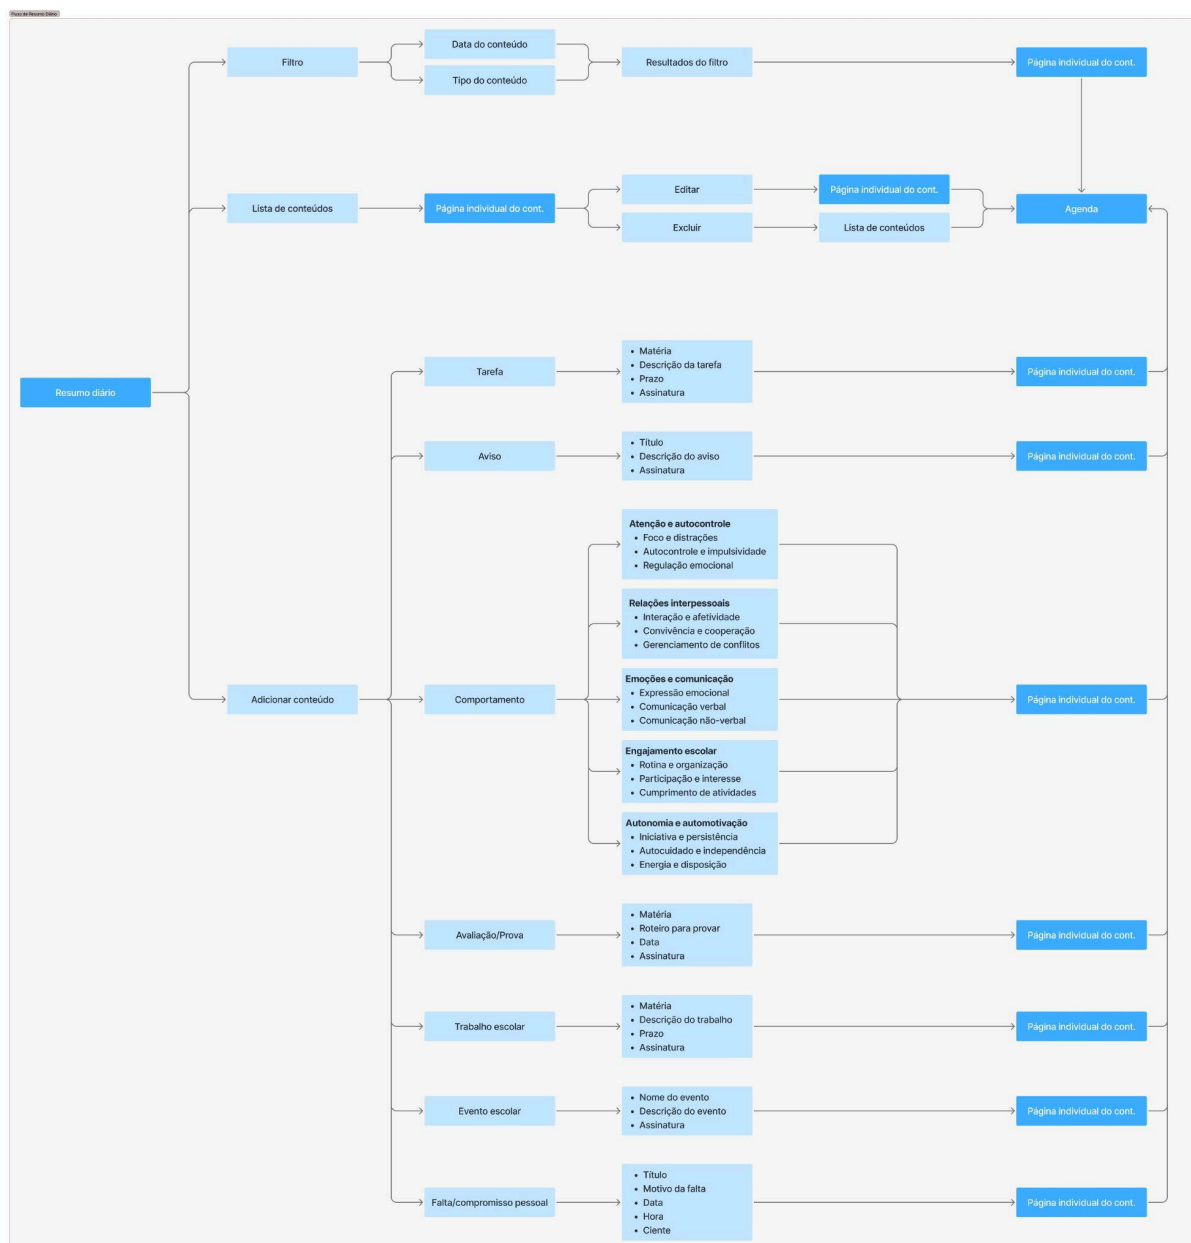 Fluxo de Resumo Diário
Data do conteúdo
Filtro
Tipo do conteúdo
Resultados do filtro
Página individual do cont.
Lista de conteúdos
Página individual do cont.
Editar
Página individual do cont.
Excluir
Lista de conteúdos
Agenda
Resumo diário
Tarefa
• Matéria
• Descrição da tarefa
• Prazo
• Assinatura
Página individual do cont.
Aviso
• Título
• Descrição do aviso
• Assinatura
Página individual do cont.
Adicionar conteúdo
Comportamento
Atenção e autocontrole
• Foco e distrações
• Autocontrole e impulsividade
• Regulação emocional
Relações interpessoais
• Interação e afetividade
• Convivência e cooperação
• Gerenciamento de conflitos
Emoções e comunicação
• Expressão emocional
• Comunicação verbal
• Comunicação não-verbal
Engajamento escolar
• Rotina e organização
• Participação e interesse
• Cumprimento de atividades
Autonomia e automotivação
• Iniciativa e persistência
• Autocuidado e independência
• Energia e disposição
Página individual do cont.
Avaliação/Prova
• Matéria
• Roteiro para provar
• Data
• Assinatura
Página individual do cont.
Trabalho escolar
• Matéria
• Descrição do trabalho
• Prazo
• Assinatura
Página individual do cont.
Evento escolar
• Nome do evento
• Descrição do evento
• Assinatura
Página individual do cont.
Falta/compromisso pessoal
• Título
• Motivo da falta
• Data
• Hora
• Ciente
Página individual do cont.